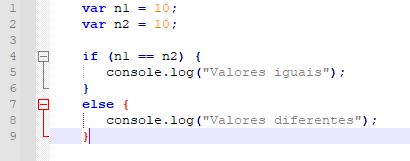 1 var n1 = 10;
2 var n2 = 10;
3
4 if (n1 == n2) {
5 console.log("Valores iguais");
6 }
7 else {
8 console.log("Valores diferentes");
9 }